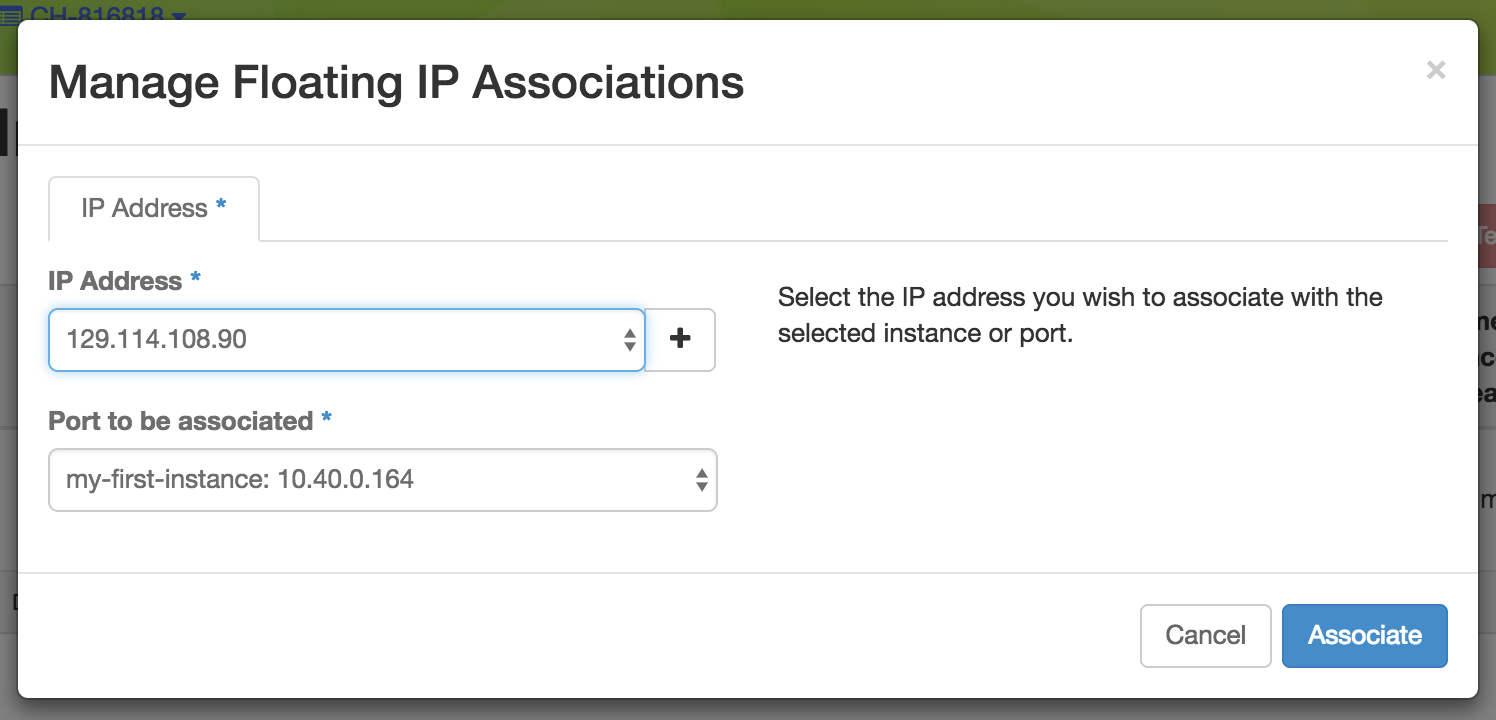 CH-816818
Manage Floating IP Associations
×
IP Address *
IP Address *
129.114.108.90
+
Select the IP address you wish to associate with the
selected instance or port.
Port to be associated *
my-first-instance: 10.40.0.164
Cancel
Associate